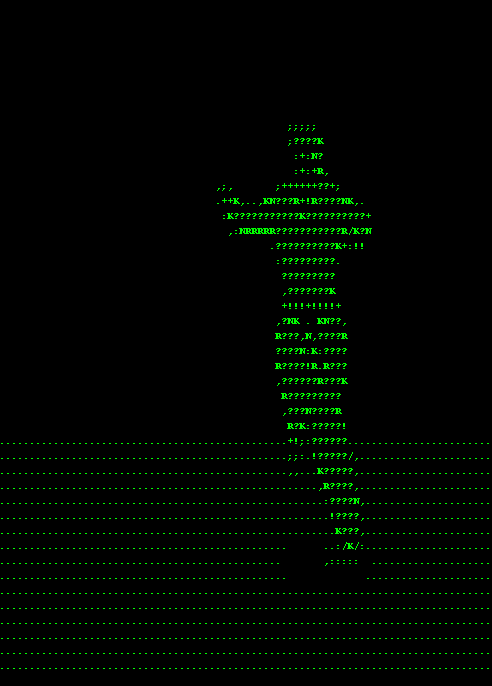 ;;;;;
;????K
:+:N?
:+:+R,
,;, ;++++++??+;
.++K,..,KN???R+!R????NK,.
:K???????????K??????????+
,:NRRRRR???????????R/K?N
.??????????K+:!!
:?????????.
?????????
,???????K
+!!!+!!!!+
,?NK . KN??,
R???,N,????R
????N:K:????
R????!R.R???
,??????R???K
R?????????
,???N????R
R?K:?????!
................................................+!;:??????........................
................................................;;:.!?????/,......................
................................................,,...K?????,......................
.....................................................,R????,......................
......................................................:????N,.....................
.......................................................!????,.....................
........................................................K???,.....................
................................................ ..:/K/:.....................
............................................... ,::::: ....................
................................................ .....................
..................................................................................
..................................................................................
..................................................................................
..................................................................................
..................................................................................
..................................................................................